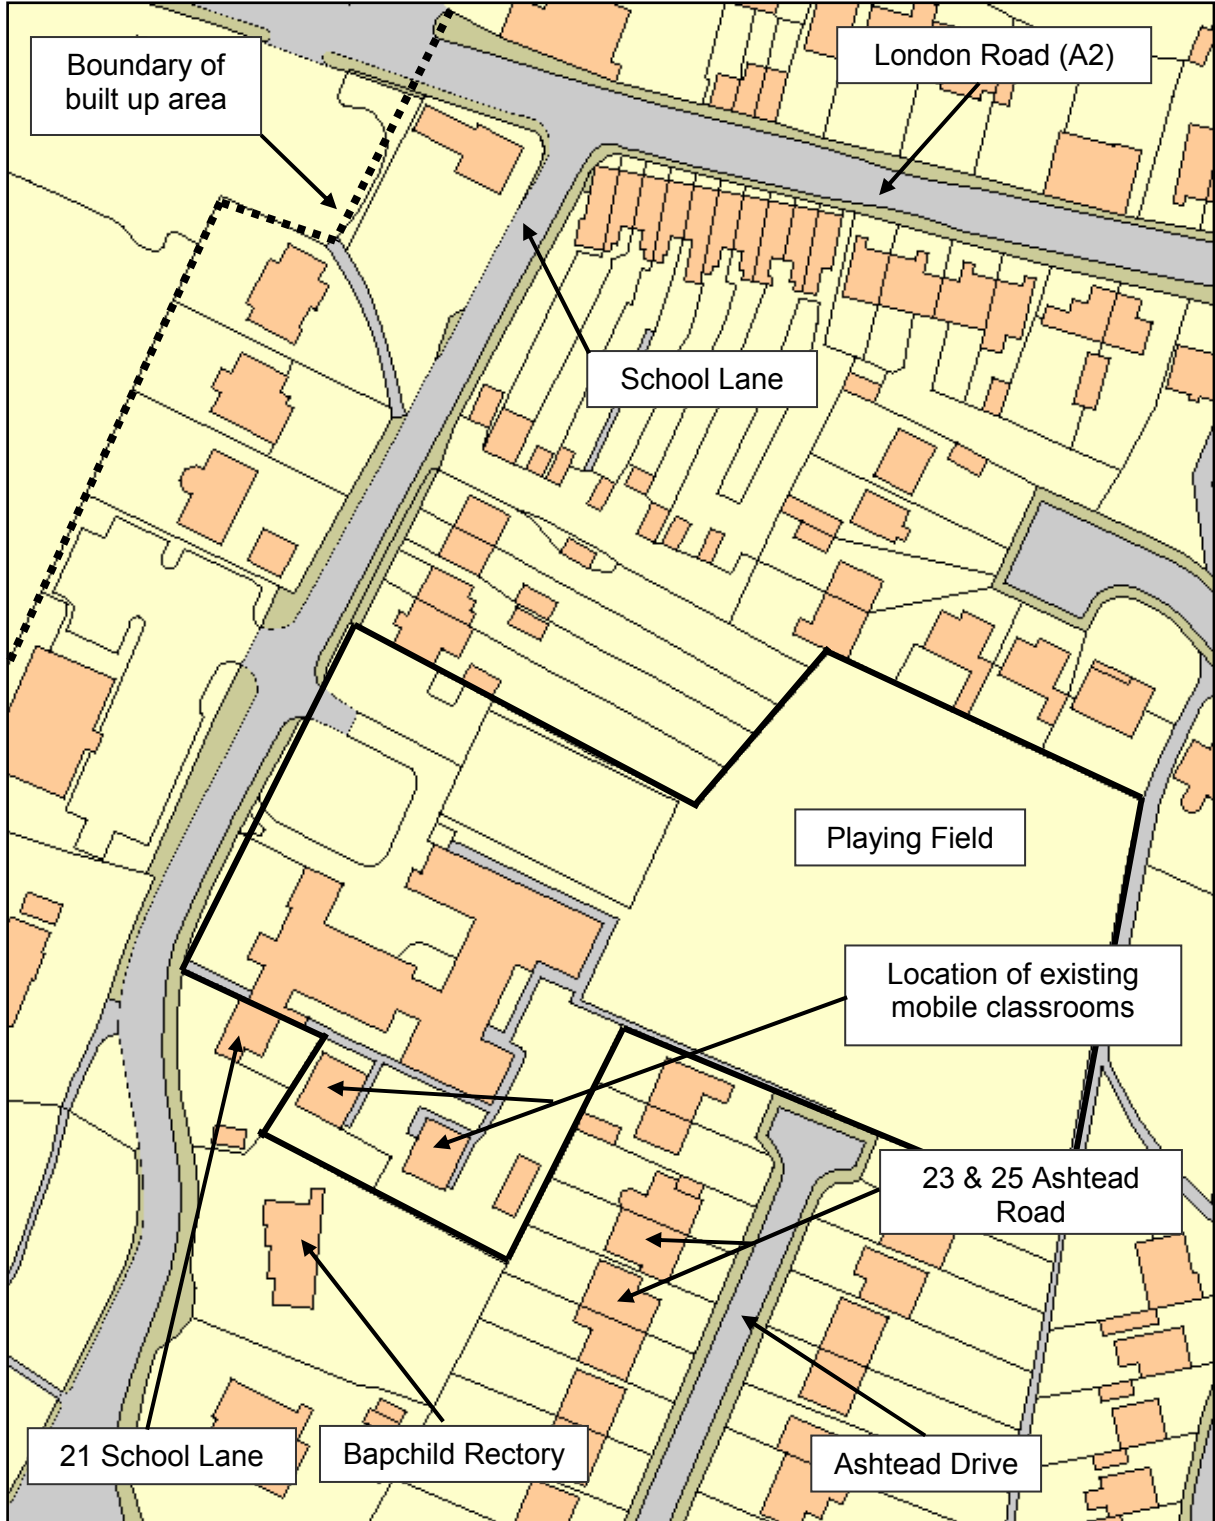 Boundary of
built up area
London Road (A2)
School Lane
Playing Field
Location of existing
mobile classrooms
23 & 25 Ashtead
Road
21 School Lane
Bapchild Rectory
Ashtead Drive